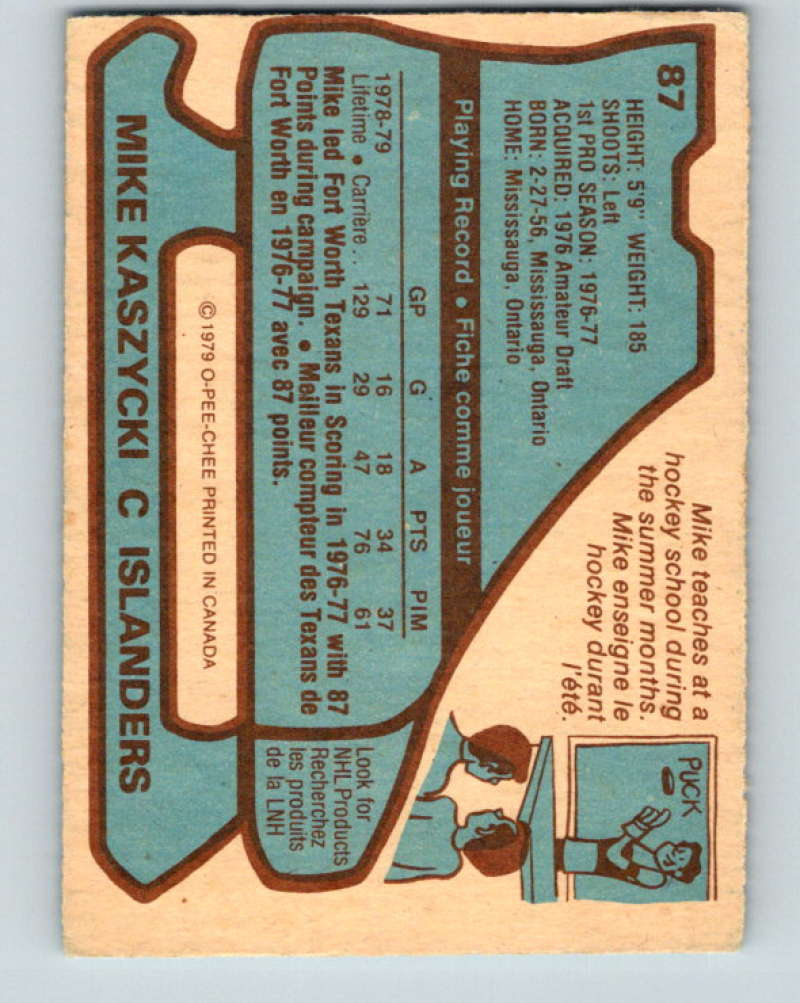 87
HEIGHT: 5'9" WEIGHT: 185
SHOOTS: Left
1st PRO SEASON: 1976-77
ACQUIRED: 1976 Amateur Draft
BORN: 2-27-56, Mississauga, Ontario
HOME: Mississauga, Ontario
Mike teaches at a
hockey school during
the summer months.
Mike enseigne le
hockey durant
l'été.
PUCK
Playing Record • Fiche comme joueur
GP G A PTS PIM
1978-79 71 16 18 34 37
Lifetime • Carrière .. 129 29 47 76 61
Mike led Fort Worth Texans in Scoring in 1976-77 with 87
Points during campaign. • Meilleur compteur des Texans de
Fort Worth en 1976-77 avec 87 points.
Look for
NHL Products
Recherchez
les produits
de la LNH
© 1979 O-PEE-CHEE PRINTED IN CANADA
MIKE KASZYCKI C ISLANDERS